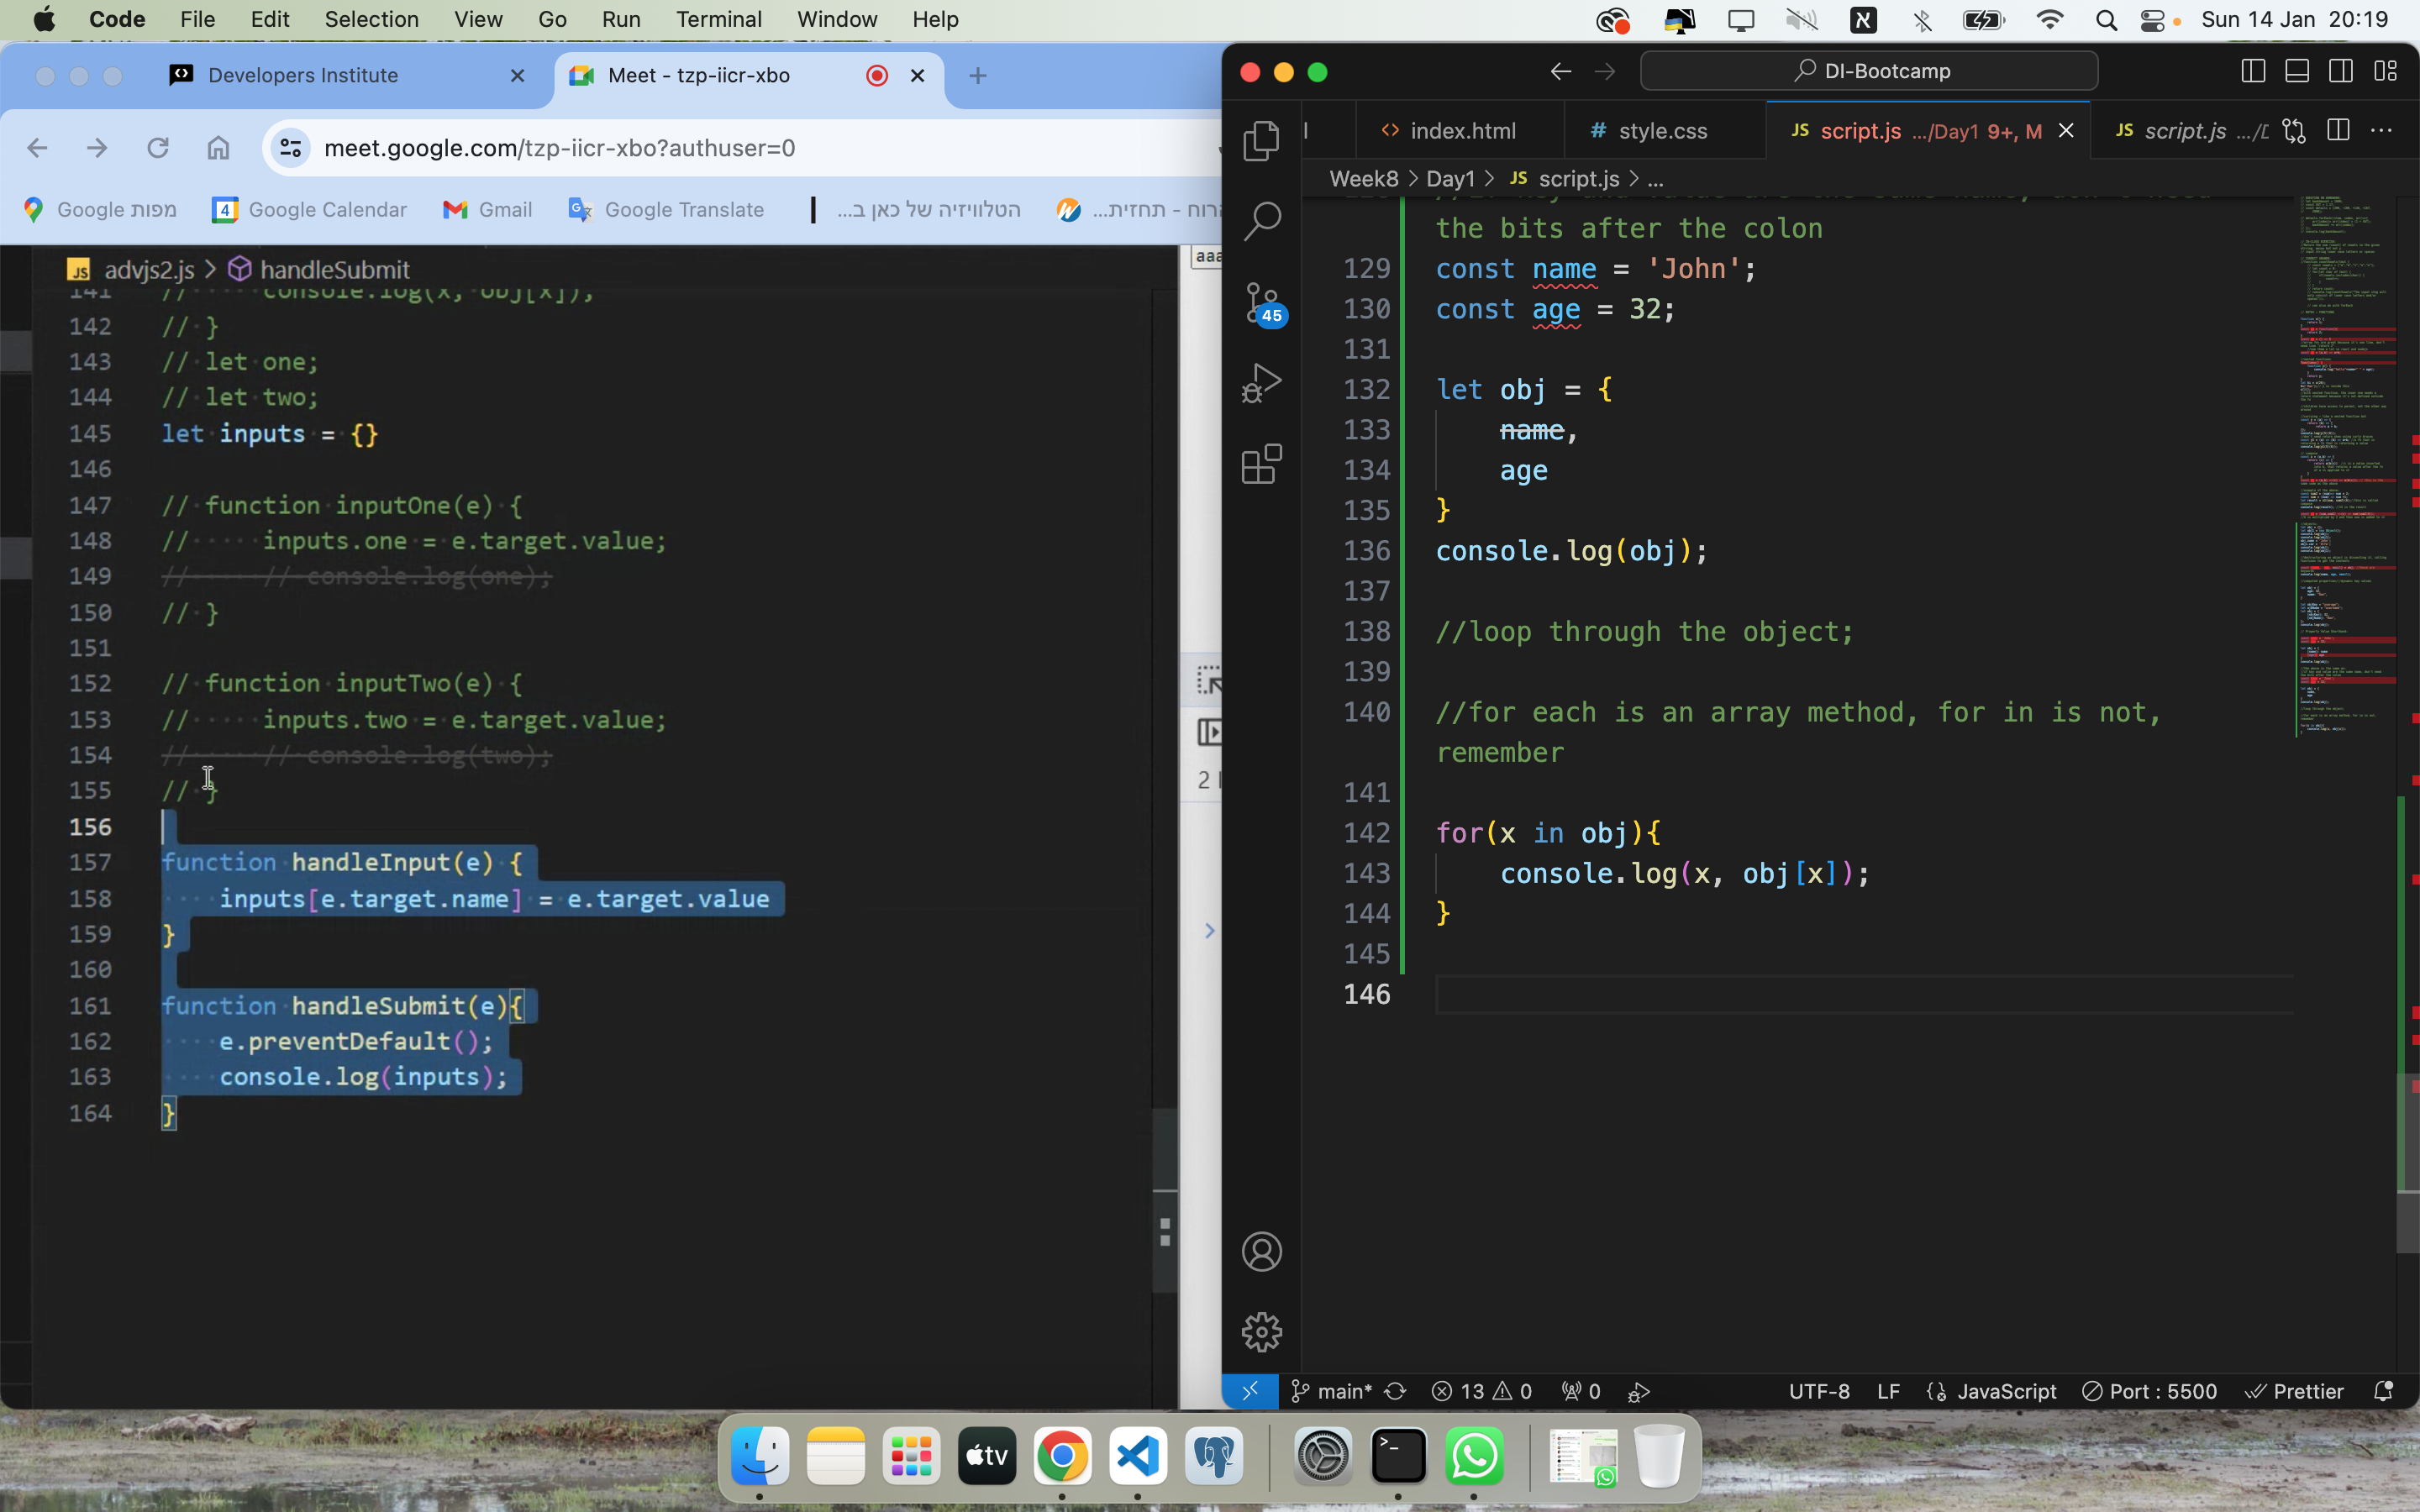 Code File Edit Selection View Go Run Terminal Window Help
Sun 14 Jan 20:19
Developers Institute
Meet - tzp-iicr-xbo
meet.google.com/tzp-iicr-xbo?authuser=0
Google מפות
4 Google Calendar
Gmail
Google Translate
הטלוויזיה של כאן ב...
advjs2.js > handleSubmit
141 // console.log(x, obj[x]);
142 // }
143 // let one;
144 // let two;
145 let inputs = {}
146
147 // function inputOne(e) {
148 // inputs.one = e.target.value;
149 // // console.log(one);
150 // }
151
152 // function inputTwo(e) {
153 // inputs.two = e.target.value;
154 // // console.log(two);
155 // }
156
157 function handleInput(e) {
158 inputs[e.target.name] = e.target.value
159 }
160
161 function handleSubmit(e){
162 e.preventDefault();
163 console.log(inputs);
164 }
DI-Bootcamp
index.html
style.css
script.js .../Day1 9+, M
script.js
Week8 > Day1 > JS script.js > ...
the bits after the colon
129 const name = 'John';
130 const age = 32;
131
132 let obj = {
133 name,
134 age
135 }
136 console.log(obj);
137
138 //loop through the object;
139
140 //for each is an array method, for in is not,
remember
141
142 for(x in obj){
143 console.log(x, obj[x]);
144 }
145
146
45
main* 13 0 0
UTF-8 LF JavaScript Port : 5500 Prettier
tv